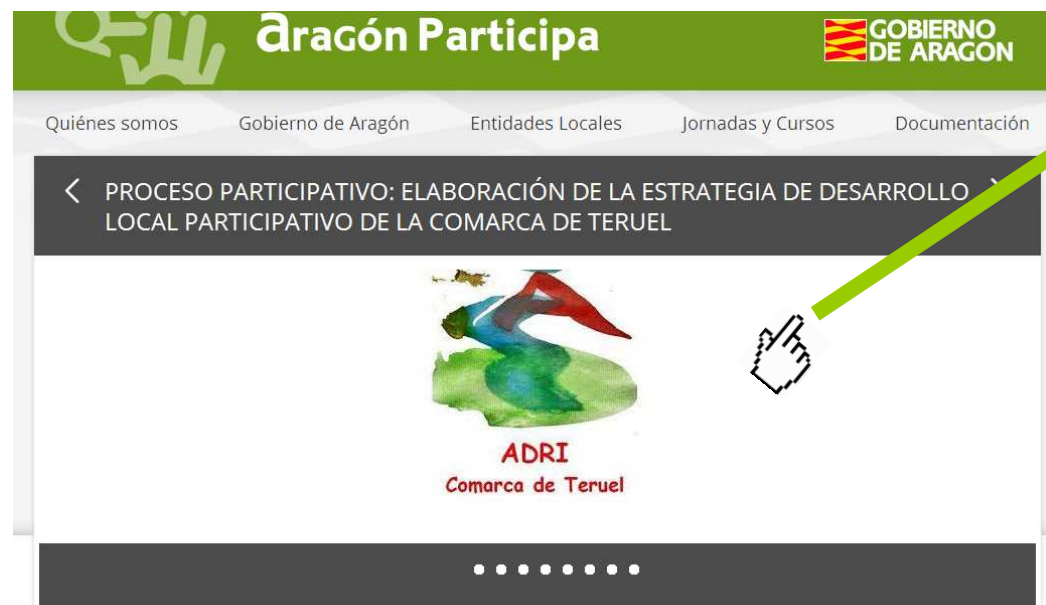 aragón Participa
GOBIERNO
DE ARAGON
Quiénes somos Gobierno de Aragón Entidades Locales Jornadas y Cursos Documentación
PROCESO PARTICIPATIVO: ELABORACIÓN DE LA ESTRATEGIA DE DESARROLLO
LOCAL PARTICIPATIVO DE LA COMARCA DE TERUEL
ADRI
Comarca de Teruel